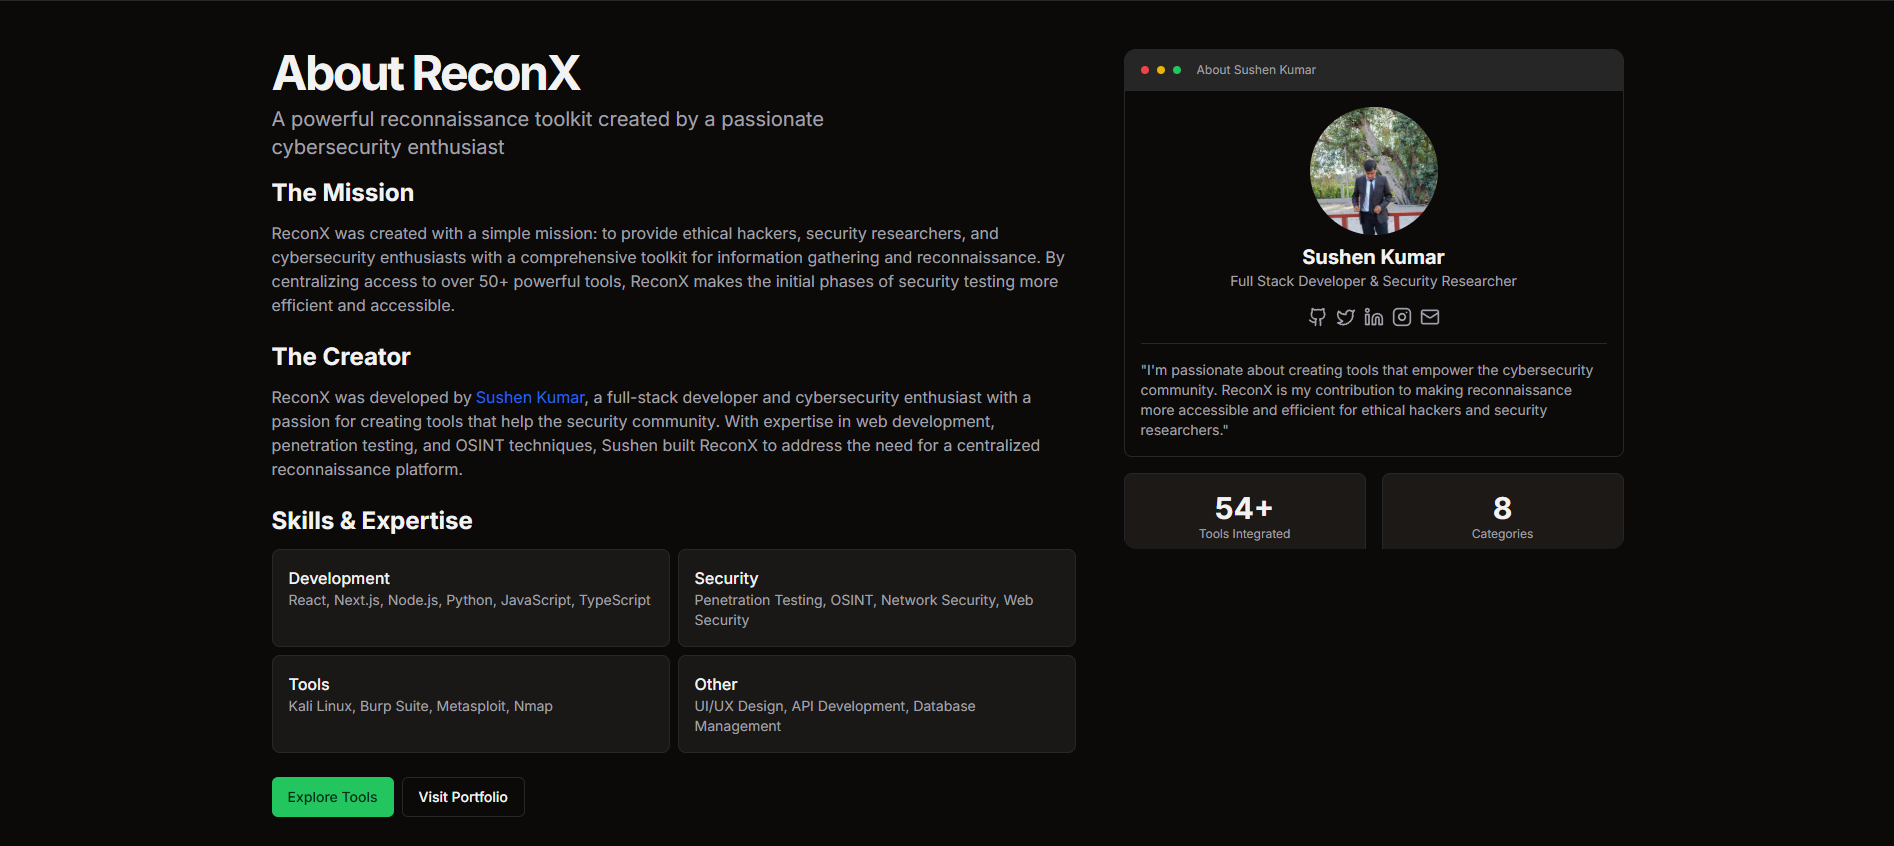 About ReconX
A powerful reconnaissance toolkit created by a passionate
cybersecurity enthusiast
The Mission
ReconX was created with a simple mission: to provide ethical hackers, security researchers, and
cybersecurity enthusiasts with a comprehensive toolkit for information gathering and reconnaissance. By
centralizing access to over 50+ powerful tools, ReconX makes the initial phases of security testing more
efficient and accessible.
The Creator
ReconX was developed by Sushen Kumar, a full-stack developer and cybersecurity enthusiast with a
passion for creating tools that help the security community. With expertise in web development,
penetration testing, and OSINT techniques, Sushen built ReconX to address the need for a centralized
reconnaissance platform.
Skills & Expertise
Development
React, Next.js, Node.js, Python, JavaScript, TypeScript
Security
Penetration Testing, OSINT, Network Security, Web
Security
Tools
Kali Linux, Burp Suite, Metasploit, Nmap
Other
UI/UX Design, API Development, Database
Management
Explore Tools
Visit Portfolio
About Sushen Kumar
Sushen Kumar
Full Stack Developer & Security Researcher
"I'm passionate about creating tools that empower the cybersecurity
community. ReconX is my contribution to making reconnaissance
more accessible and efficient for ethical hackers and security
researchers."
54+
Tools Integrated
8
Categories